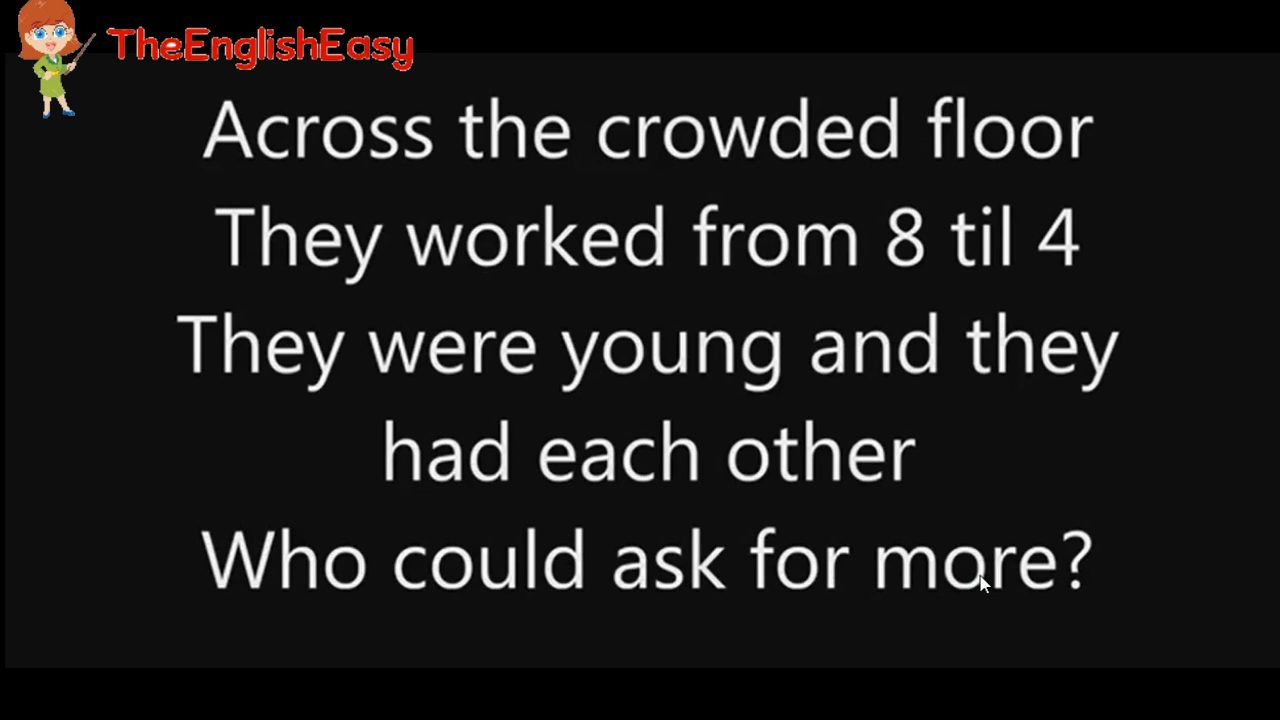 TheEnglishEasy
Across the crowded floor
They worked from 8 til 4
They were young and they
had each other
Who could ask for more?